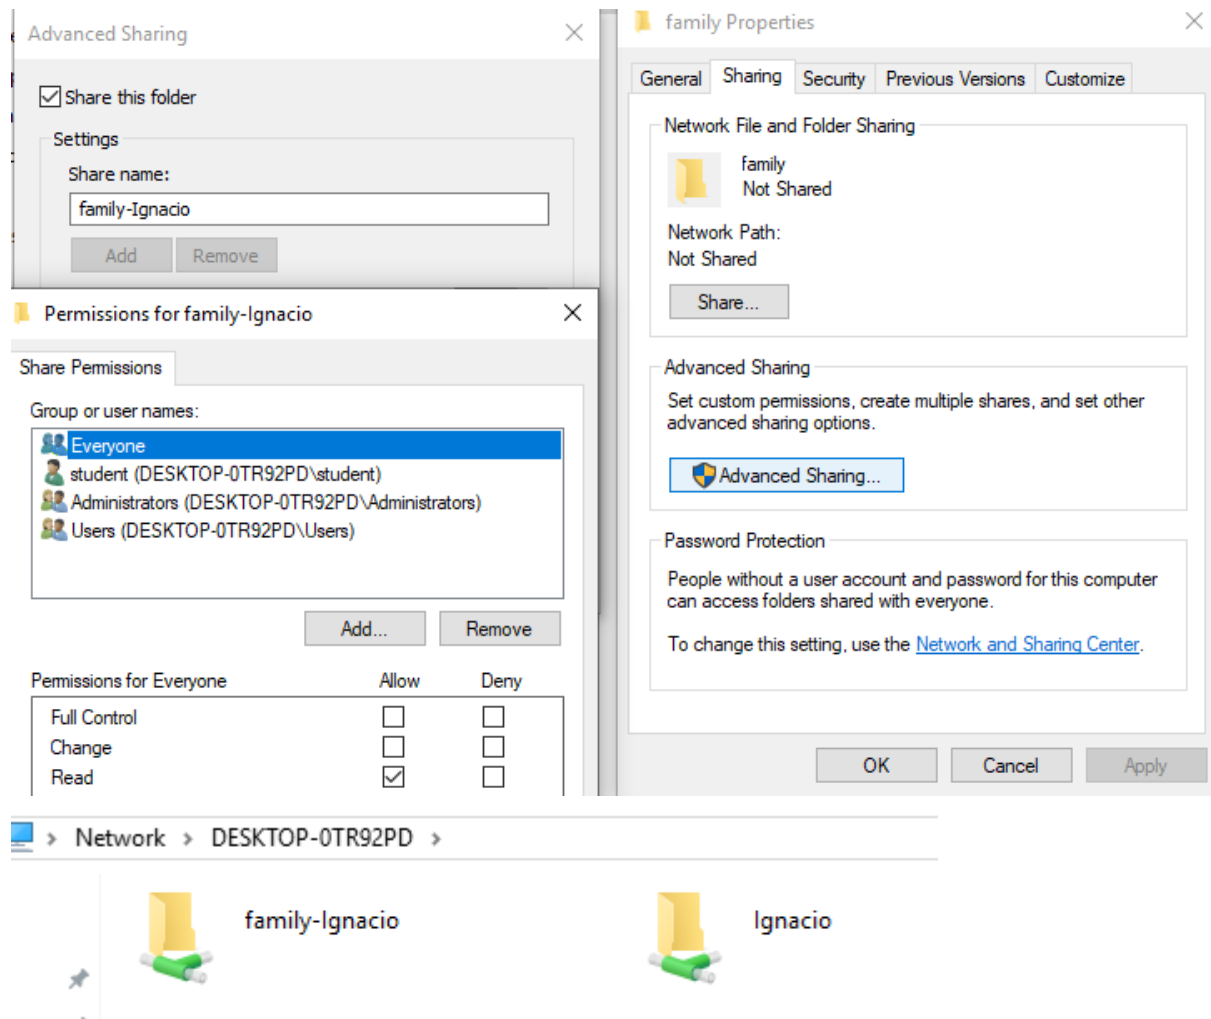 Advanced Sharing
Share this folder
Settings
Share name:
family-Ignacio
Add Remove
Permissions for family-Ignacio
Share Permissions
Group or user names:
Everyone
student (DESKTOP-0TR92PD\student)
Administrators (DESKTOP-0TR92PD\Administrators)
Users (DESKTOP-0TR92PD\Users)
Add... Remove
Permissions for Everyone Allow Deny
Full Control
Change
Read
family Properties
General Sharing Security Previous Versions Customize
Network File and Folder Sharing
family
Not Shared
Network Path:
Not Shared
Share...
Advanced Sharing
Set custom permissions, create multiple shares, and set other
advanced sharing options.
Advanced Sharing...
Password Protection
People without a user account and password for this computer
can access folders shared with everyone.
To change this setting, use the Network and Sharing Center.
OK Cancel Apply
Network > DESKTOP-0TR92PD >
family-Ignacio Ignacio